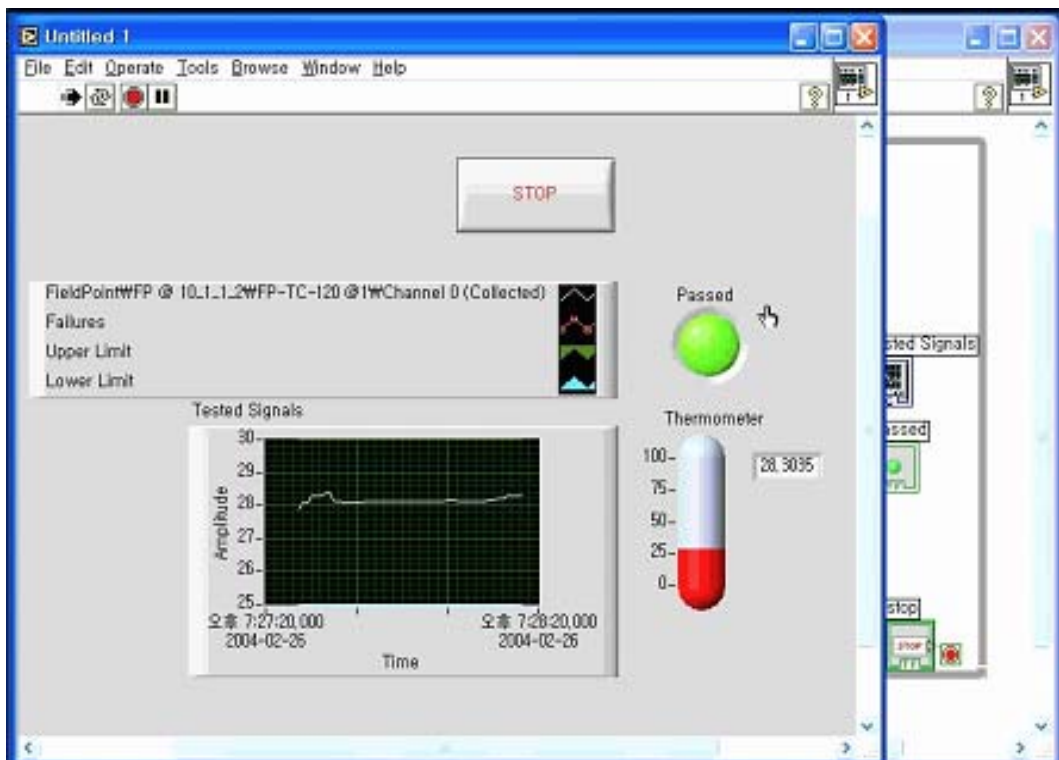 Untitled 1
File Edit Operate Tools Browse Window Help
1
1
STOP
FieldPoint₩FP @ 10_1_1_2₩FP-TC-120 @1₩Channel 0 (Collected)
Failures
Upper Limit
Lower Limit
Passed
sted Signals
assed
Tested Signals
Thermometer
30
29
28
27
26
25
Amplitude
오후 7:27:20,000
2004-02-26
오후 7:28:20,000
2004-02-26
Time
100
75
50
25
0
28,3035
stop
STOP